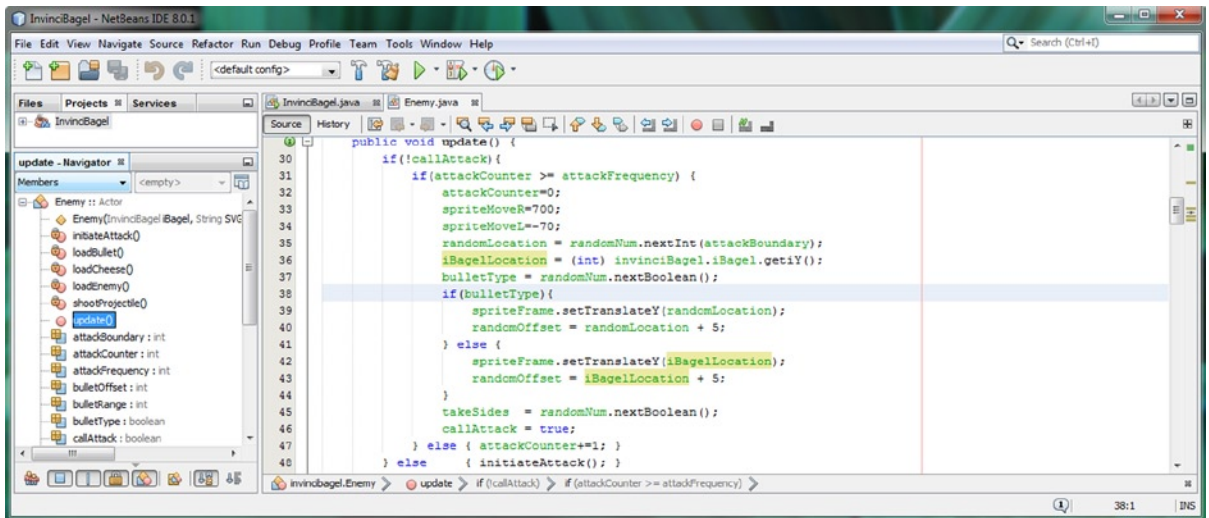 InvinciBagel - NetBeans IDE 8.0.1
File Edit View Navigate Source Refactor Run Debug Profile Team Tools Window Help
Search (Ctrl+I)
<default config>
Files Projects Services
InvinciBagel
InvinciBagel.java Enemy.java
Source History
update - Navigator
Members <empty>
Enemy :: Actor
Enemy(InvinciBagel iBagel, String SVG
initiateAttack()
loadBullet()
loadCheese()
loadEnemy()
shootProjectile()
update()
attackBoundary : int
attackCounter : int
attackFrequency : int
bulletOffset : int
bulletRange : int
bulletType : boolean
callAttack : boolean
public void update() {
30 if(!callAttack){
31 if(attackCounter >= attackFrequency) {
32 attackCounter=0;
33 spriteMoveR=700;
34 spriteMoveL=-70;
35 randomLocation = randomNum.nextInt(attackBoundary);
36 iBagelLocation = (int) invinciBagel.iBagel.getiY();
37 bulletType = randomNum.nextBoolean();
38 if(bulletType){
39 spriteFrame.setTranslateY(randomLocation);
40 randomOffset = randomLocation + 5;
41 } else {
42 spriteFrame.setTranslateY(iBagelLocation);
43 randomOffset = iBagelLocation + 5;
44 }
45 takeSides = randomNum.nextBoolean();
46 callAttack = true;
47 } else { attackCounter+=1; }
48 } else { initiateAttack(); }
invincibagel.Enemy update if (!callAttack) if (attackCounter >= attackFrequency)
1 38:1 INS